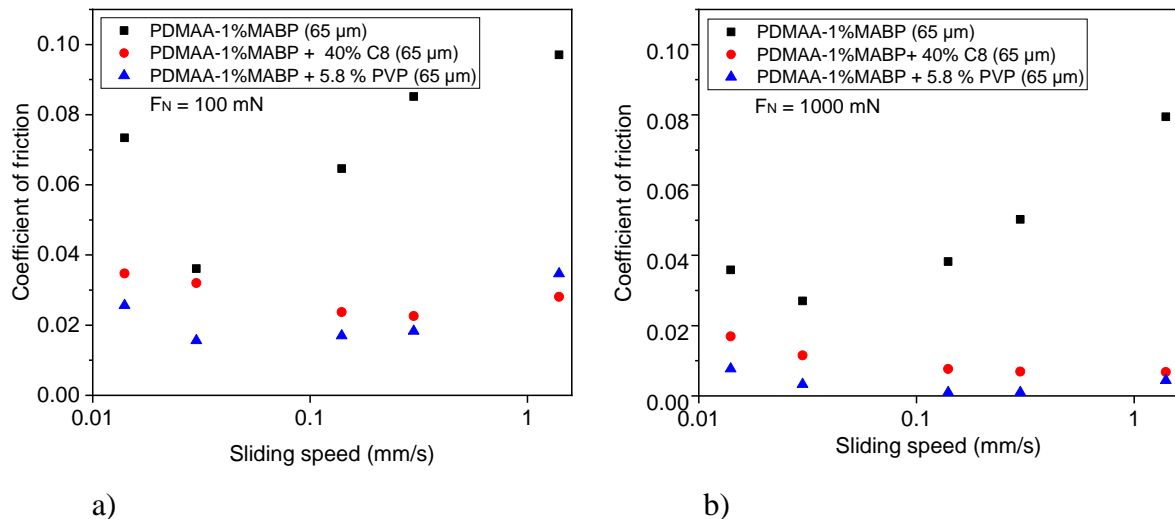 PDMAA-1%MABP (65 µm)
PDMAA-1%MABP + 40% C8 (65 µm)
PDMAA-1%MABP + 5.8 % PVP (65 µm)
FN = 100 mN
0.10
0.08
0.06
0.04
0.02
0.00
Coefficient of friction
0.01 0.1 1
Sliding speed (mm/s)
a)
PDMAA-1%MABP (65 µm)
PDMAA-1%MABP+ 40% C8 (65 µm)
PDMAA-1%MABP + 5.8 % PVP (65 µm)
FN = 1000 mN
0.10
0.08
0.06
0.04
0.02
0.00
Coefficient of friction
0.01 0.1 1
Sliding speed (mm/s)
b)